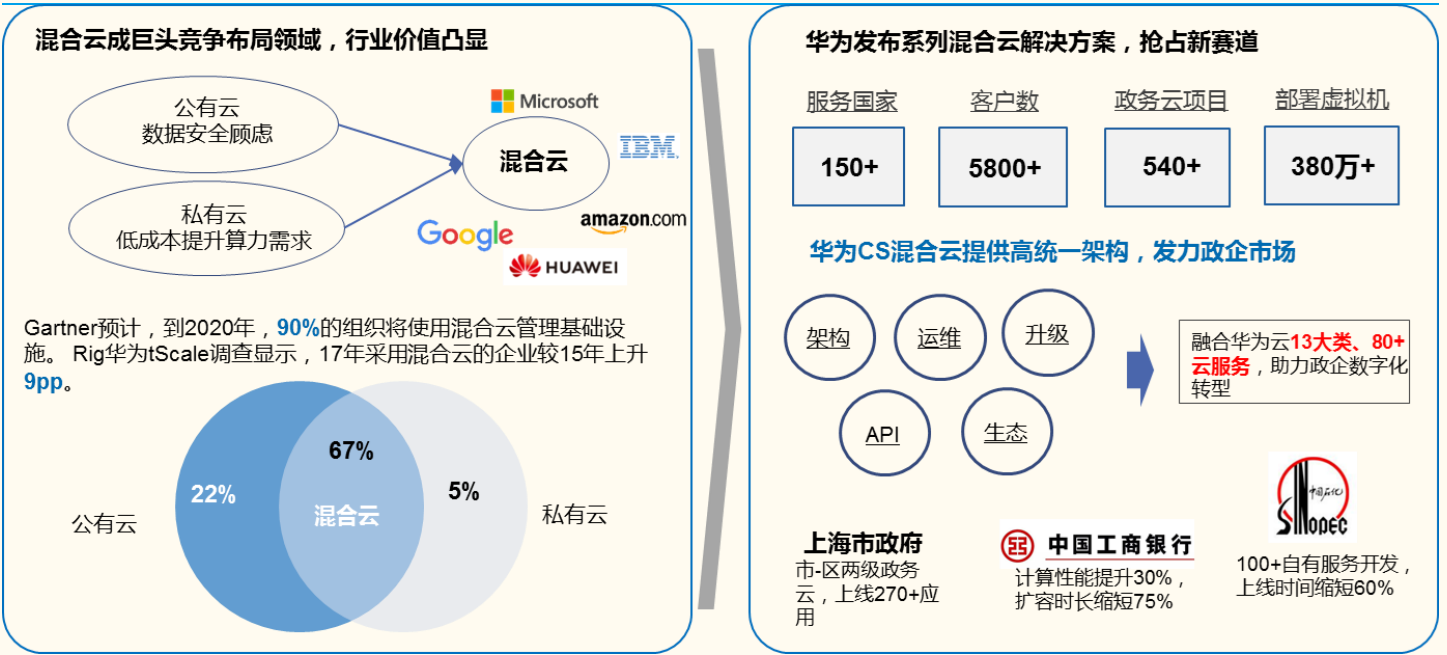 混合云成巨头竞争布局领域，行业价值凸显
公有云
数据安全顾虑
私有云
低成本提升算力需求
混合云
Microsoft
IBM
amazon.com
Google
HUAWEI
Gartner预计，到2020年，90%的组织将使用混合云管理基础设
施。 Rig华为tScale调查显示，17年采用混合云的企业较15年上升
9pp。
22%
67%
混合云
5%
公有云
私有云
华为发布系列混合云解决方案，抢占新赛道
服务国家
客户数
政务云项目
部署虚拟机
150+
5800+
540+
380万+
华为CS混合云提供高统一架构，发力政企市场
架构
运维
升级
API
生态
融合华为云13大类、80+
云服务，助力政企数字化
转型
上海市政府
市-区两级政务
云，上线270+应
用
中国工商银行
计算性能提升30%，
扩容时长缩短75%
中国石化
SINOPEC
100+自有服务开发，
上线时间缩短60%